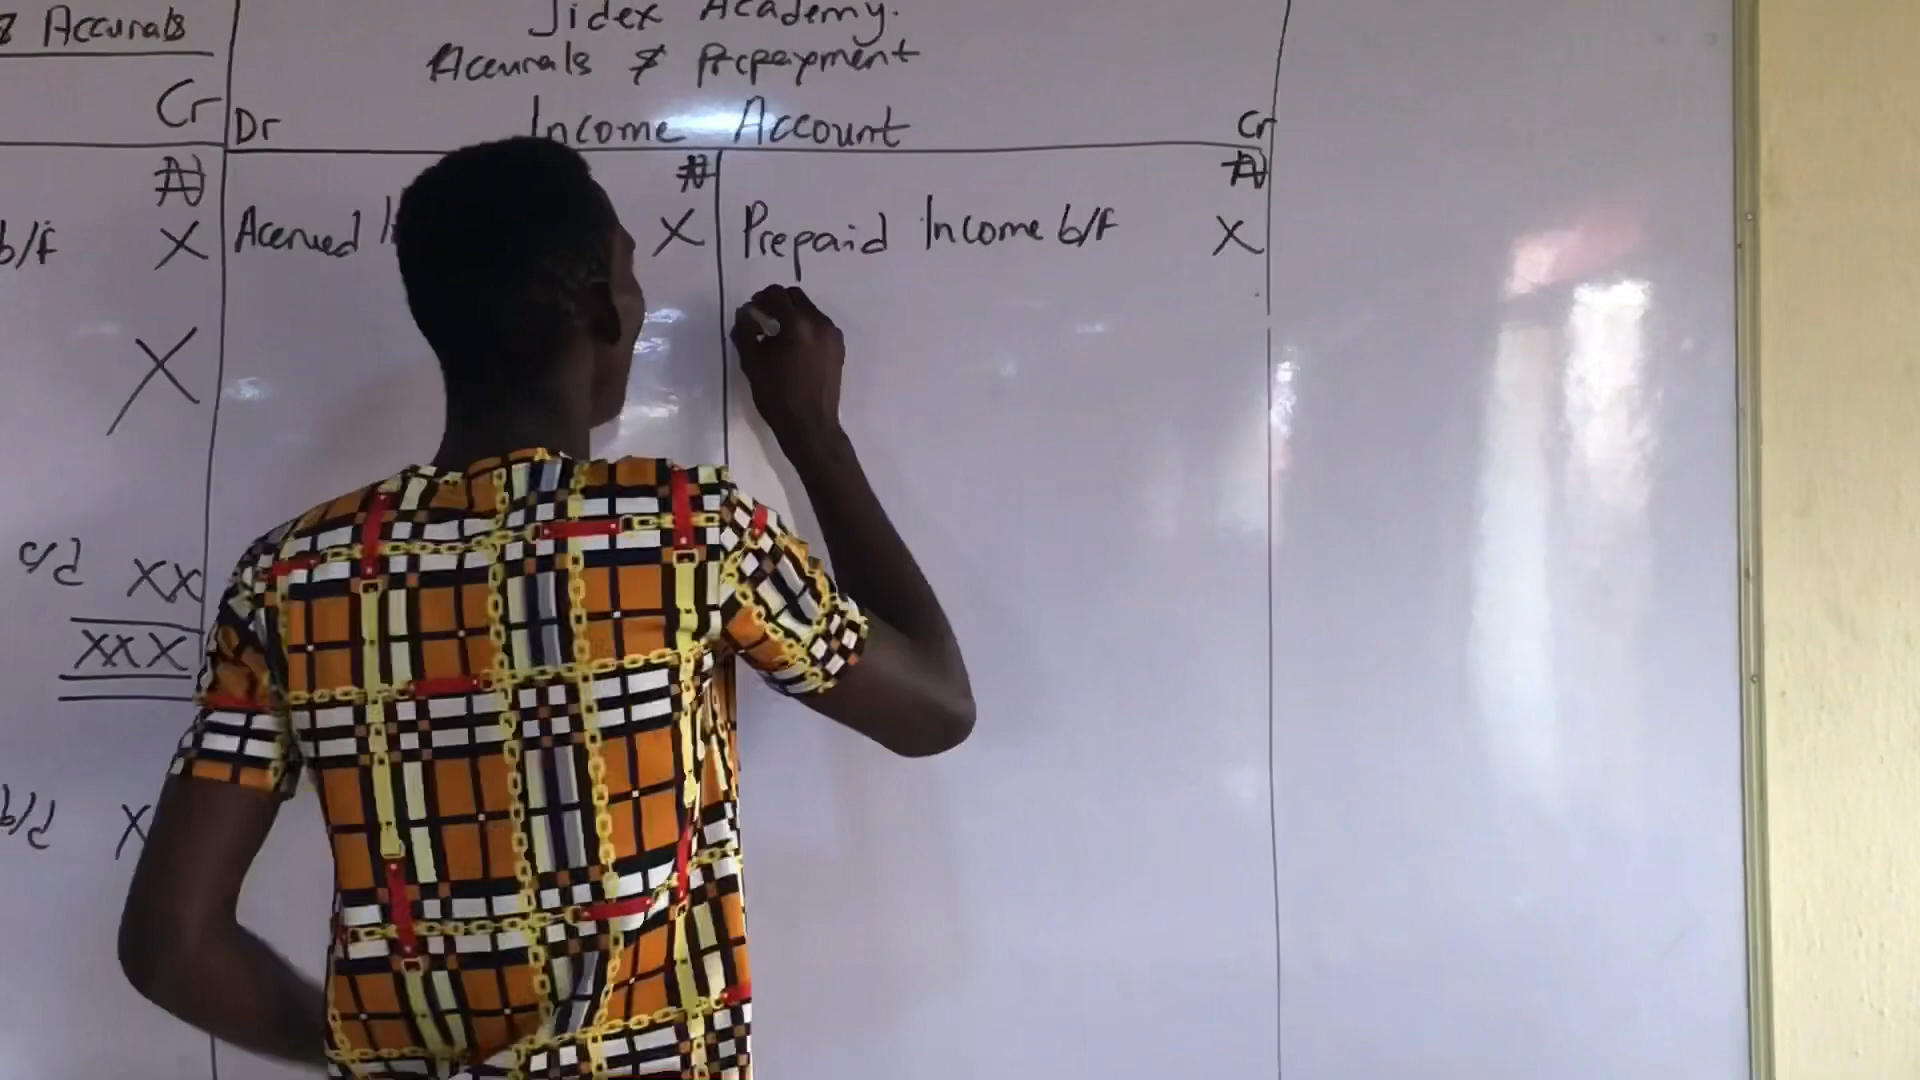 & Accurals
Cr
₦
b/f X
X
c/d XX
XXX
b/d X
Jidex Academy.
Accurals & Prepayment
Income Account
Dr Cr
₦ ₦
Accrued X Prepaid Income b/f X